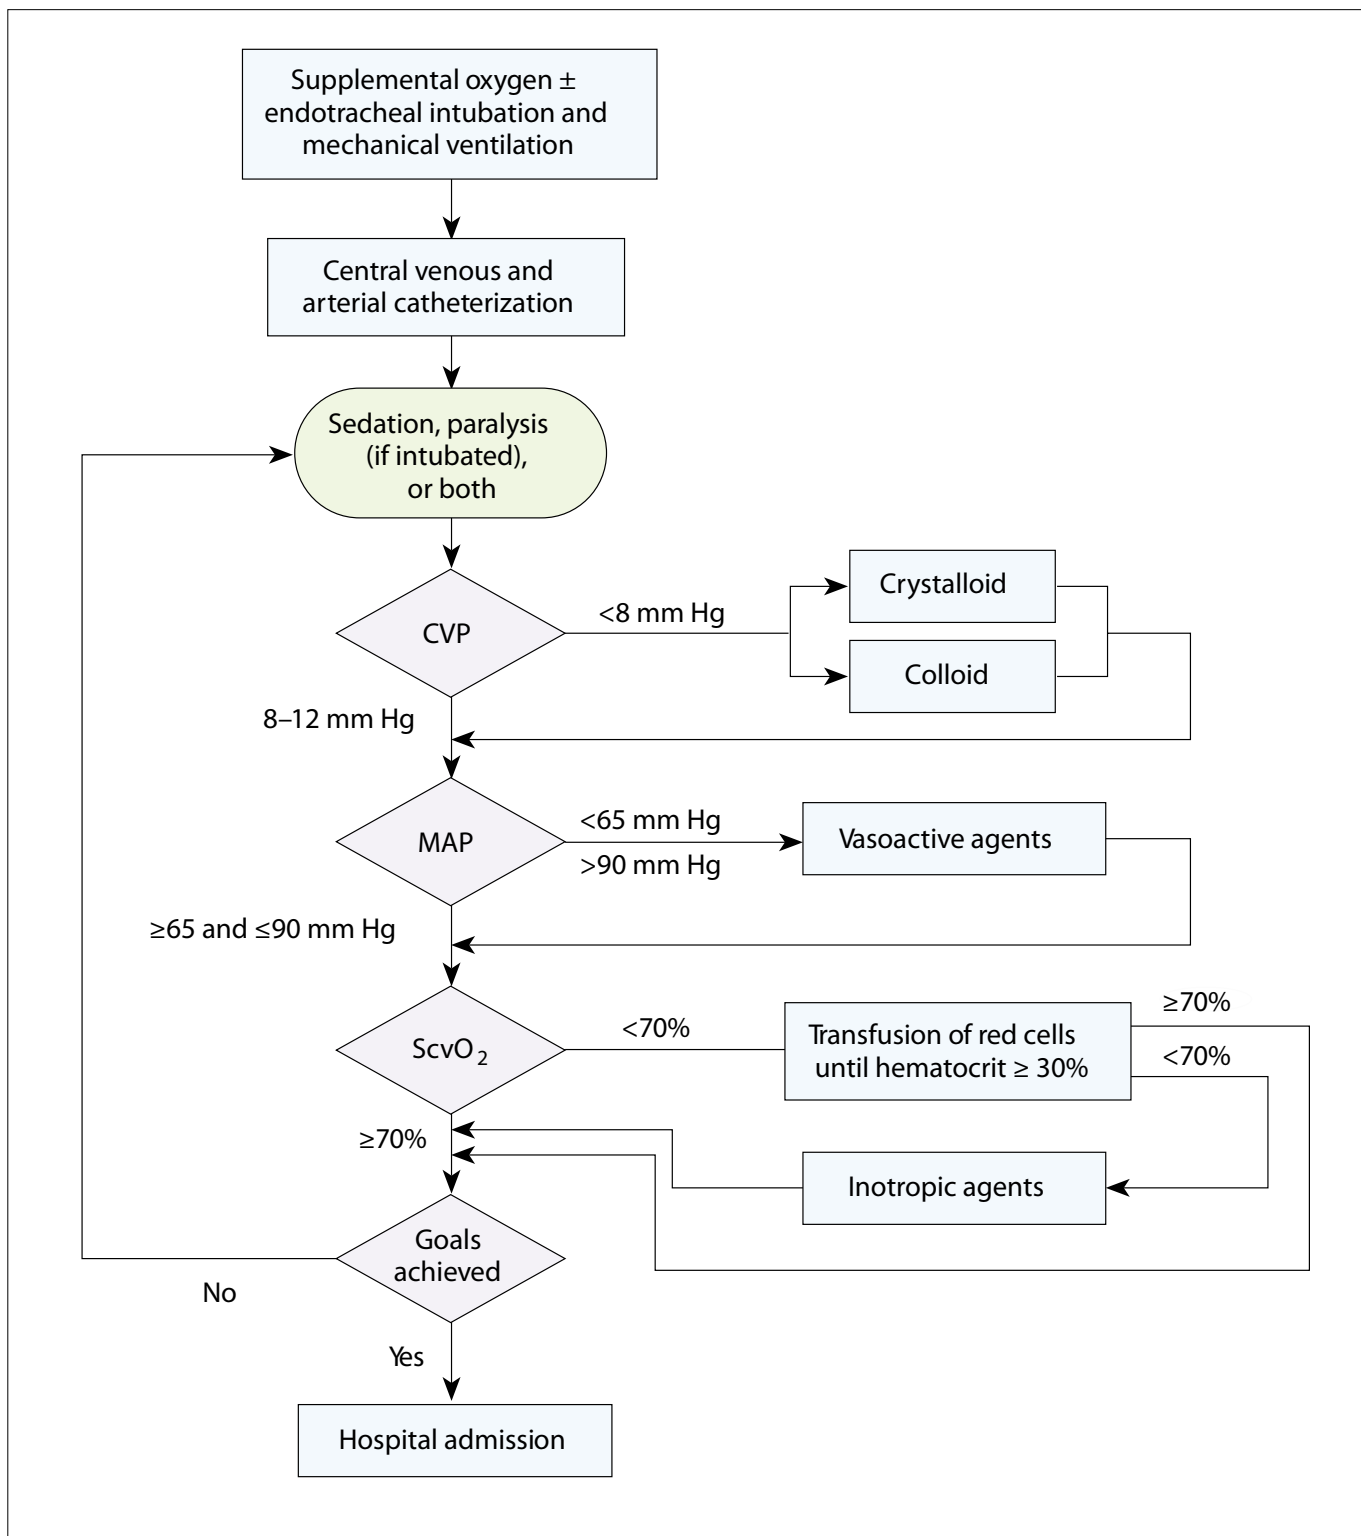 Supplemental oxygen ±
endotracheal intubation and
mechanical ventilation
Central venous and
arterial catheterization
Sedation, paralysis
(if intubated),
or both
CVP
<8 mm Hg
Crystalloid
Colloid
8–12 mm Hg
MAP
<65 mm Hg
>90 mm Hg
Vasoactive agents
≥65 and ≤90 mm Hg
ScvO2
<70%
Transfusion of red cells
until hematocrit ≥ 30%
≥70%
<70%
≥70%
Inotropic agents
Goals
achieved
No
Yes
Hospital admission